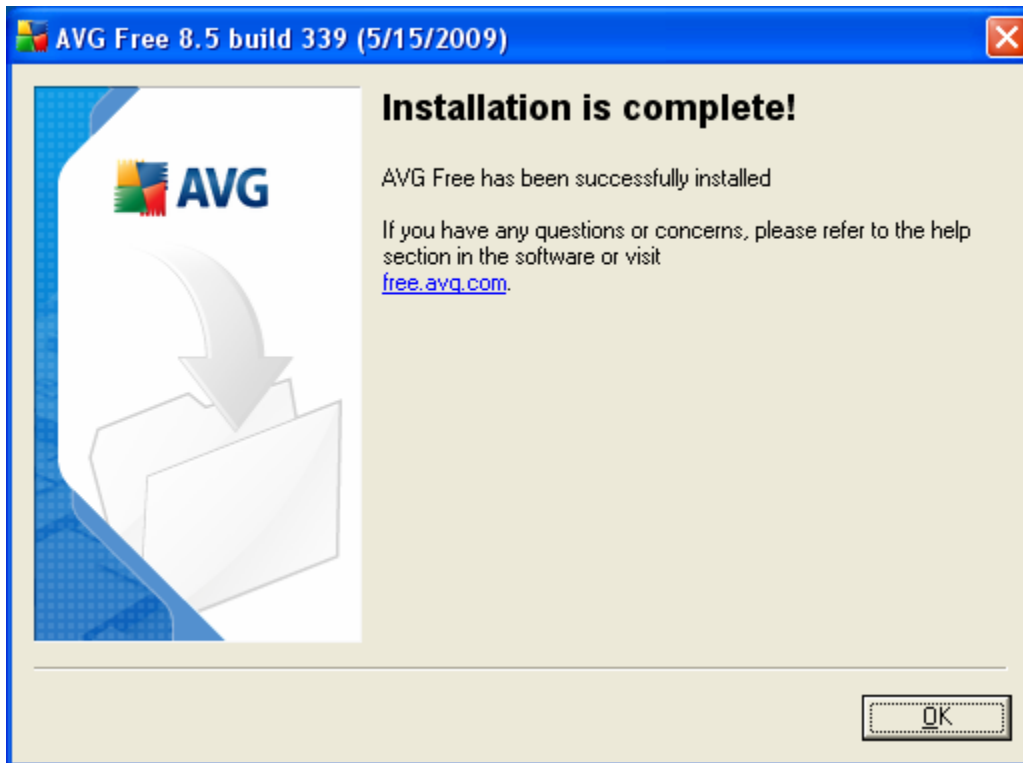 AVG Free 8.5 build 339 (5/15/2009)
AVG
Installation is complete!
AVG Free has been successfully installed
If you have any questions or concerns, please refer to the help
section in the software or visit
free.avg.com.
OK